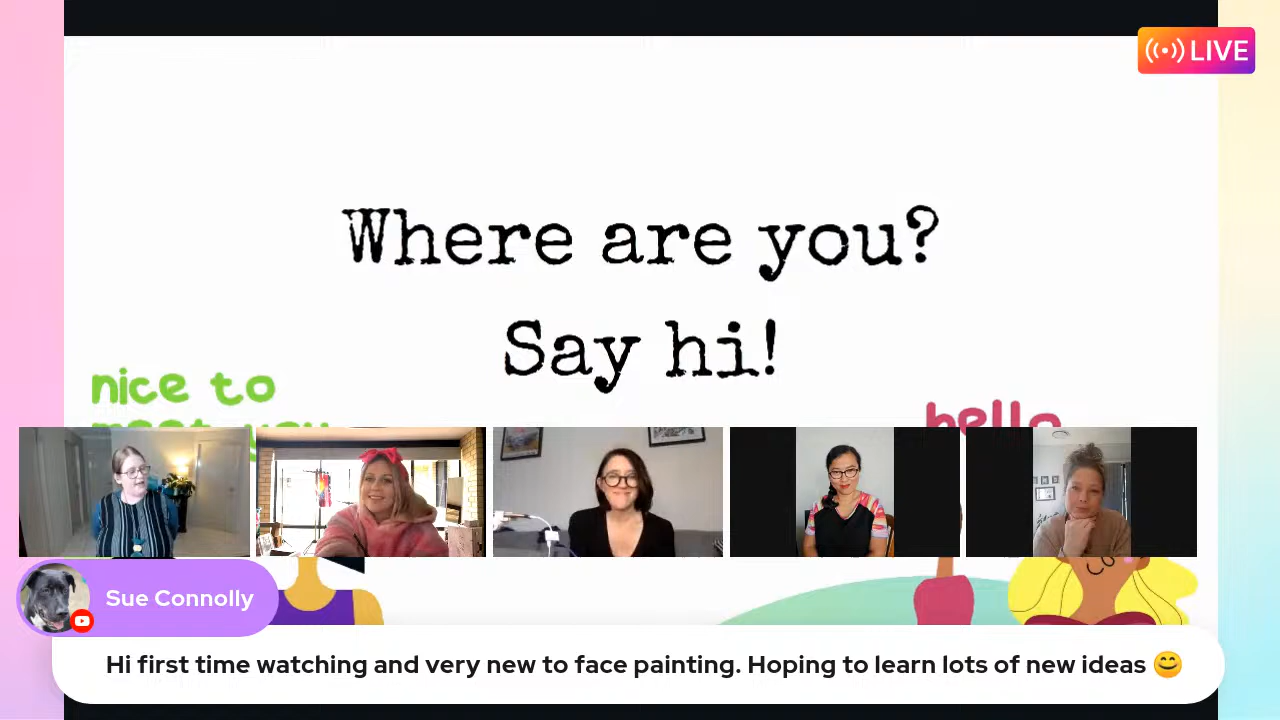 LIVE
Where are you?
Say hi!
nice to
hello
Sue Connolly
Hi first time watching and very new to face painting. Hoping to learn lots of new ideas 😊